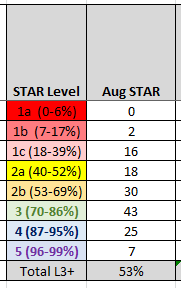 STAR Level Aug STAR
1a (0-6%) 0
1b (7-17%) 2
1c (18-39%) 16
2a (40-52%) 18
2b (53-69%) 30
3 (70-86%) 43
4 (87-95%) 25
5 (96-99%) 7
Total L3+ 53%